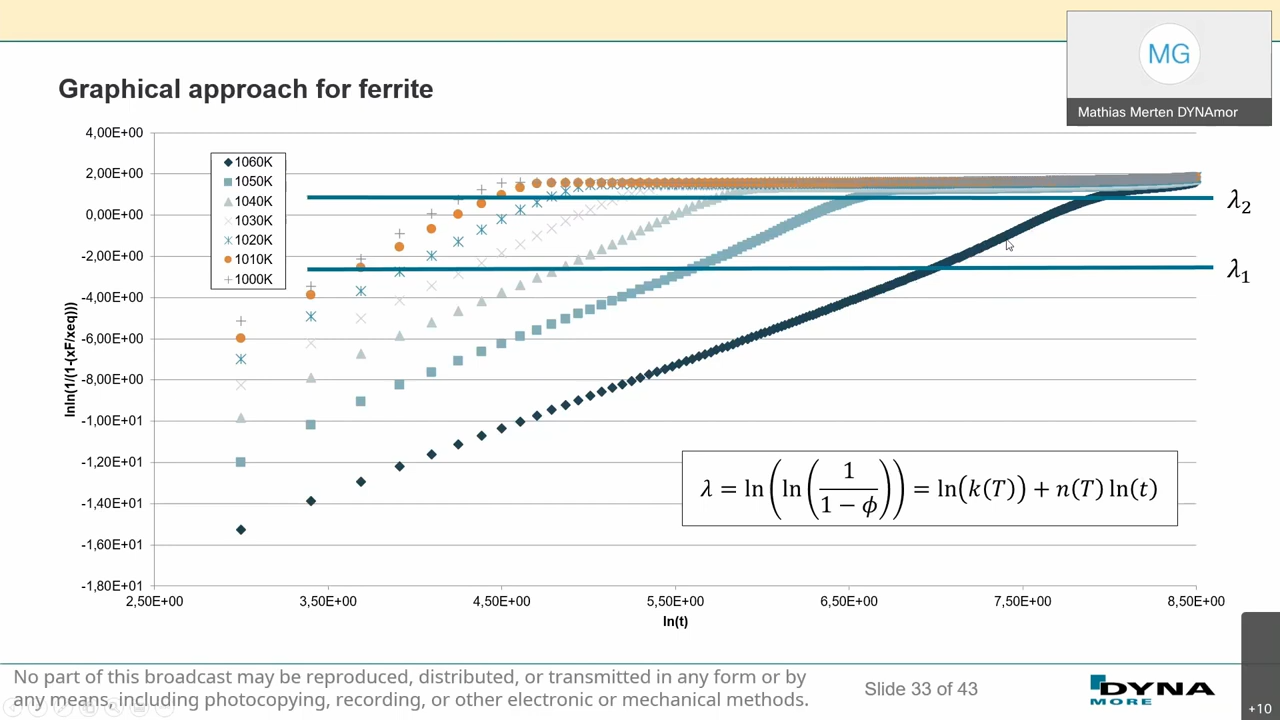 MG
Mathias Merten DYNAmor
Graphical approach for ferrite
4,00E+00
2,00E+00
0,00E+00
-2,00E+00
-4,00E+00
-6,00E+00
-8,00E+00
-1,00E+01
-1,20E+01
-1,40E+01
-1,60E+01
-1,80E+01
lnln(1/(1-(xF/xeq)))
1060K
1050K
1040K
1030K
1020K
1010K
1000K
λ₂
λ₁
λ = ln(ln(1/(1 − ϕ))) = ln(k(T)) + n(T) ln(t)
2,50E+00 3,50E+00 4,50E+00 5,50E+00 6,50E+00 7,50E+00 8,50E+00
ln(t)
No part of this broadcast may be reproduced, distributed, or transmitted in any form or by
any means, including photocopying, recording, or other electronic or mechanical methods.
Slide 33 of 43
DYNA
MORE
+10